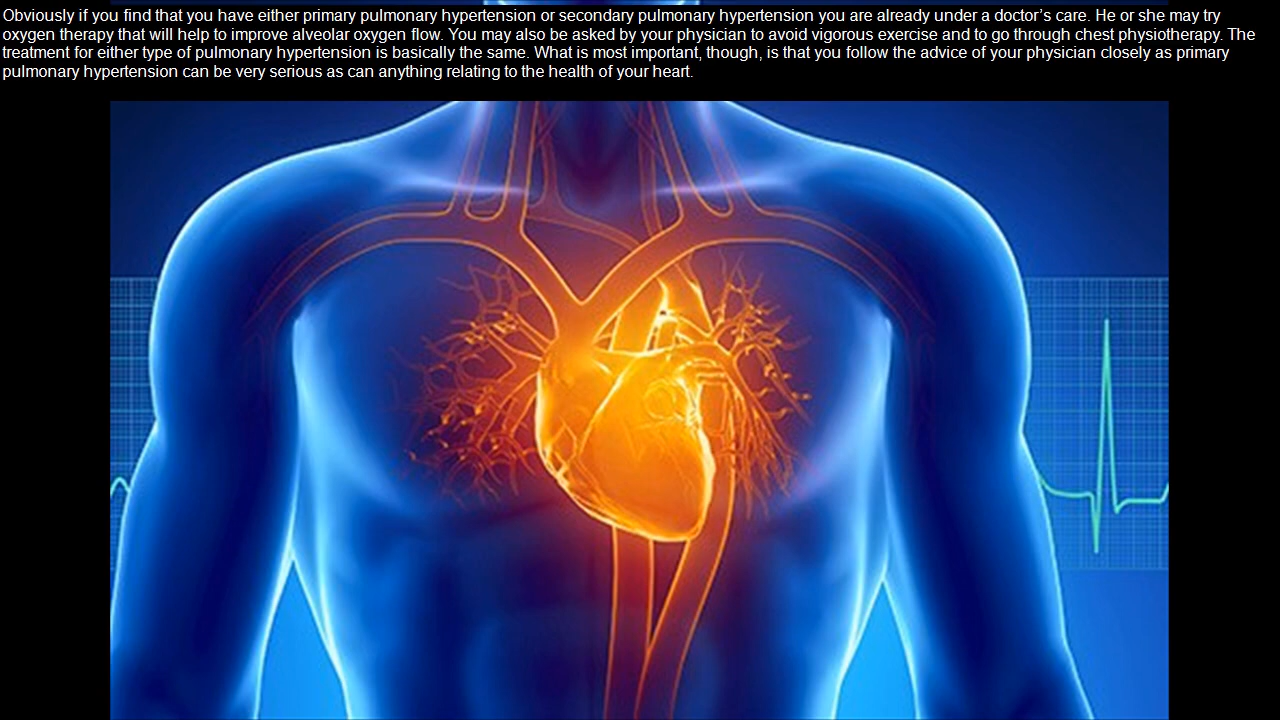 Obviously if you find that you have either primary pulmonary hypertension or secondary pulmonary hypertension you are already under a doctor’s care. He or she may try
oxygen therapy that will help to improve alveolar oxygen flow. You may also be asked by your physician to avoid vigorous exercise and to go through chest physiotherapy. The
treatment for either type of pulmonary hypertension is basically the same. What is most important, though, is that you follow the advice of your physician closely as primary
pulmonary hypertension can be very serious as can anything relating to the health of your heart.